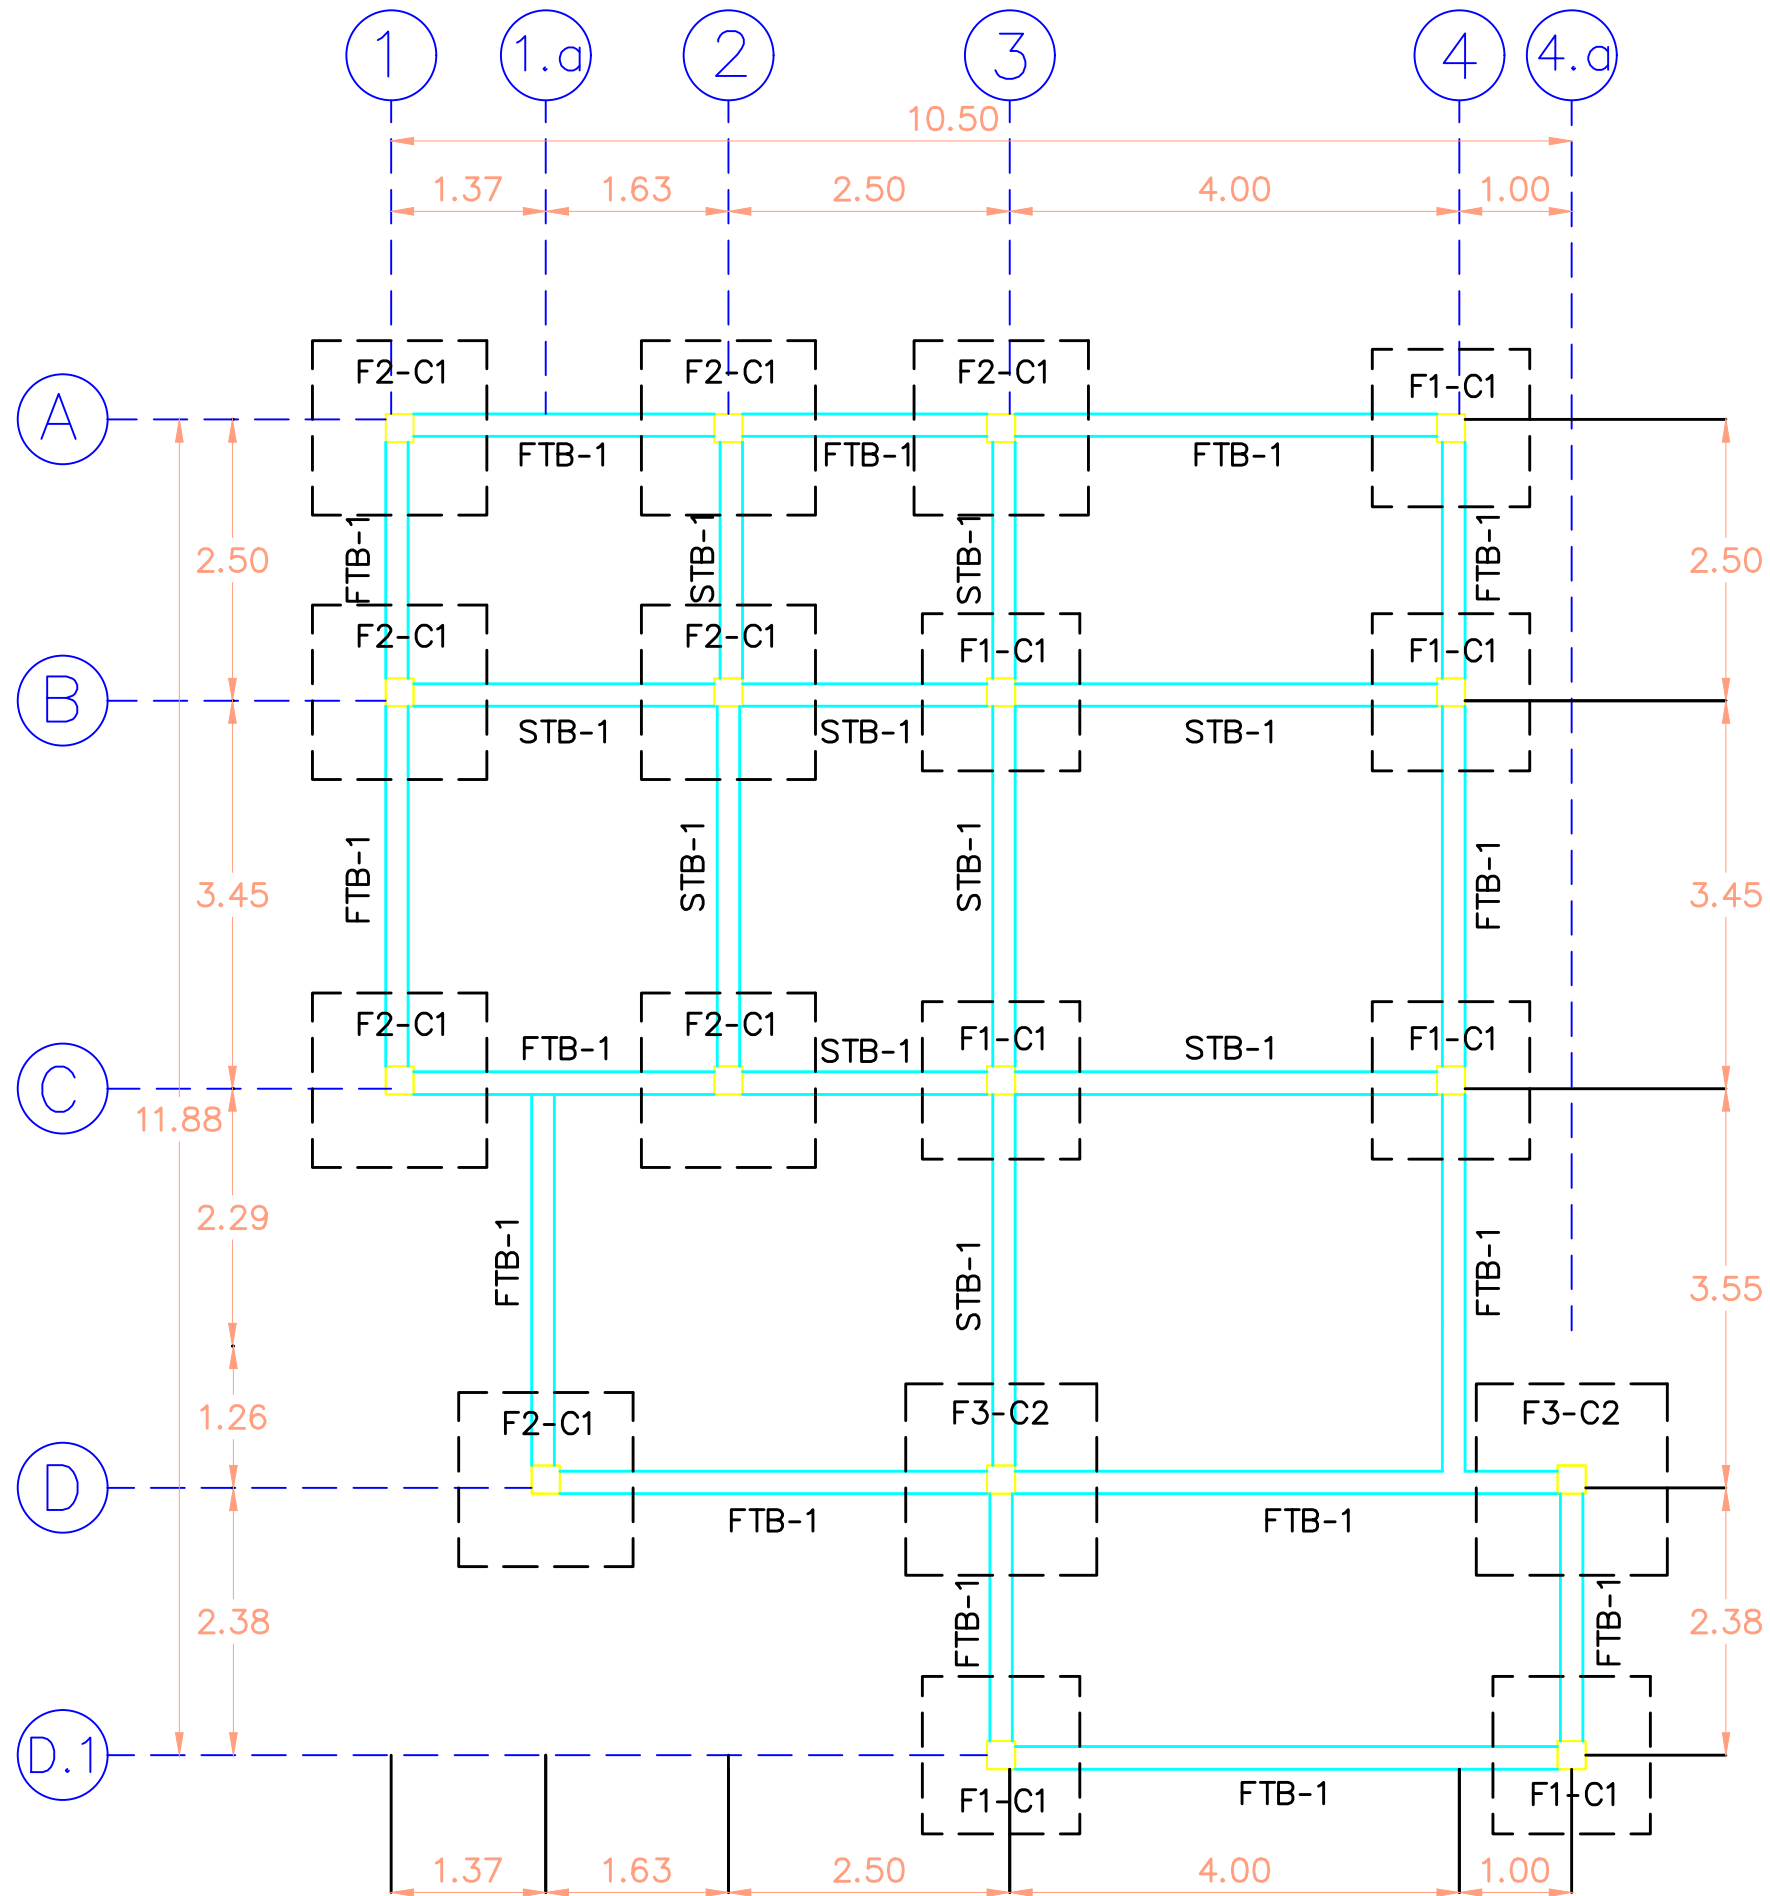 1 1.a 2 3 4 4.a
10.50
1.37 1.63 2.50 4.00 1.00
F2-C1 F2-C1 F2-C1 F1-C1
A
FTB-1 FTB-1 FTB-1
FTB-1 STB-1 STB-1 FTB-1
2.50 2.50
F2-C1 F2-C1 F1-C1 F1-C1
B
STB-1 STB-1 STB-1
FTB-1 STB-1 STB-1 FTB-1
3.45 3.45
F2-C1 F2-C1 F1-C1 F1-C1
FTB-1 STB-1 STB-1
C
11.88
2.29
FTB-1 STB-1 FTB-1
3.55
1.26
F2-C1 F3-C2 F3-C2
D
FTB-1 FTB-1
2.38 FTB-1 FTB-1 2.38
D.1
F1-C1 FTB-1 F1-C1
1.37 1.63 2.50 4.00 1.00